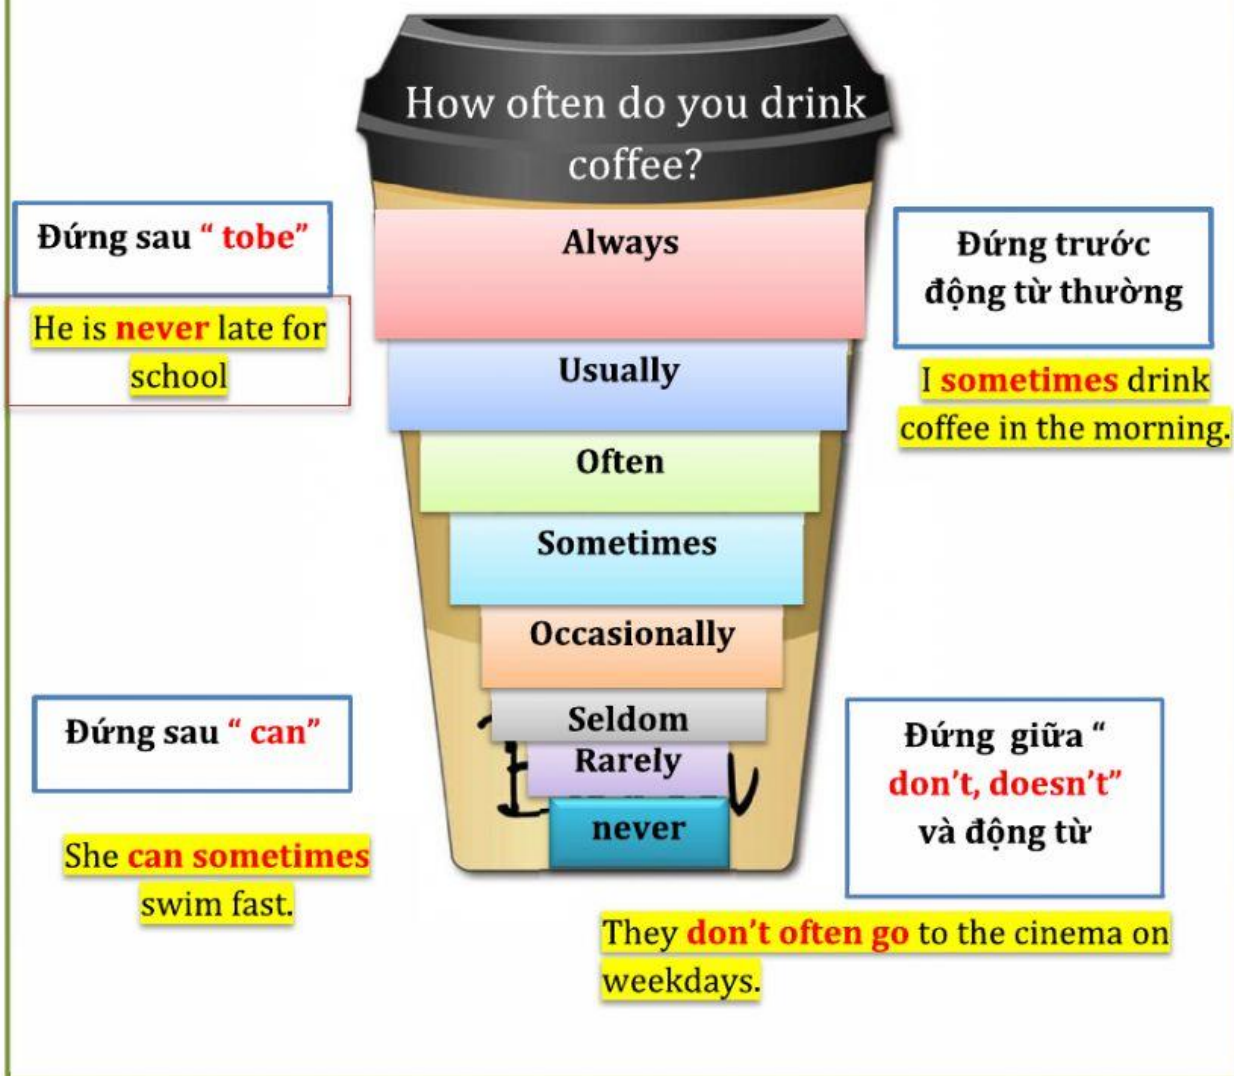 How often do you drink
coffee?
Đứng sau “ tobe”
He is never late for
school
Always
Usually
Often
Sometimes
Occasionally
Seldom
Rarely
never
Đứng trước
động từ thường
I sometimes drink
coffee in the morning.
Đứng sau “ can”
She can sometimes
swim fast.
Đứng giữa “
don’t, doesn’t”
và động từ
They don’t often go to the cinema on
weekdays.